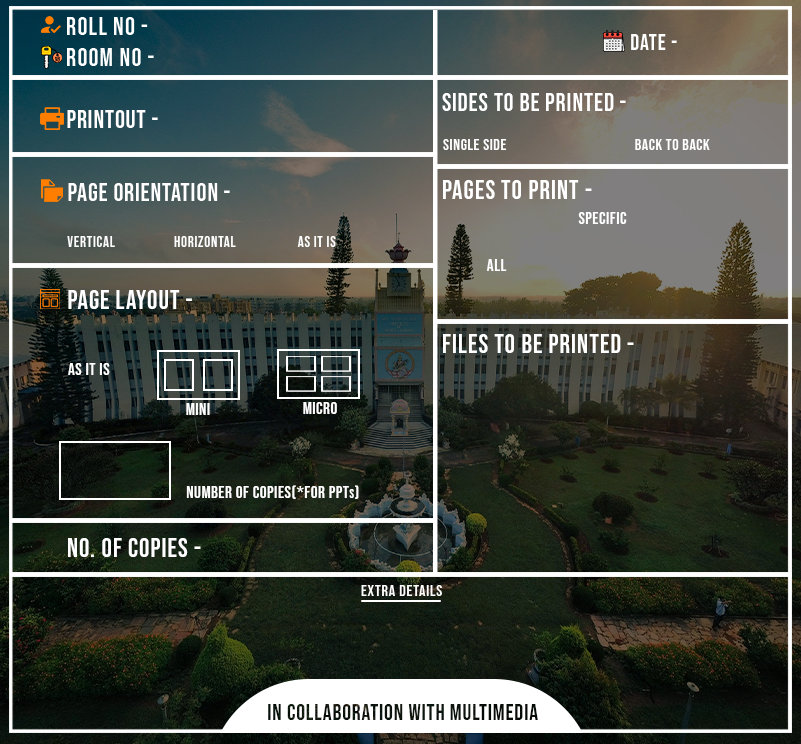 ROLL NO -
ROOM NO -
DATE -
PRINTOUT -
SIDES TO BE PRINTED -
SINGLE SIDE
BACK TO BACK
PAGE ORIENTATION -
VERTICAL
HORIZONTAL
AS IT IS
PAGES TO PRINT -
SPECIFIC
ALL
PAGE LAYOUT -
AS IT IS
MINI
MICRO
NUMBER OF COPIES(*FOR PPTs)
FILES TO BE PRINTED -
NO. OF COPIES -
EXTRA DETAILS
IN COLLABORATION WITH MULTIMEDIA